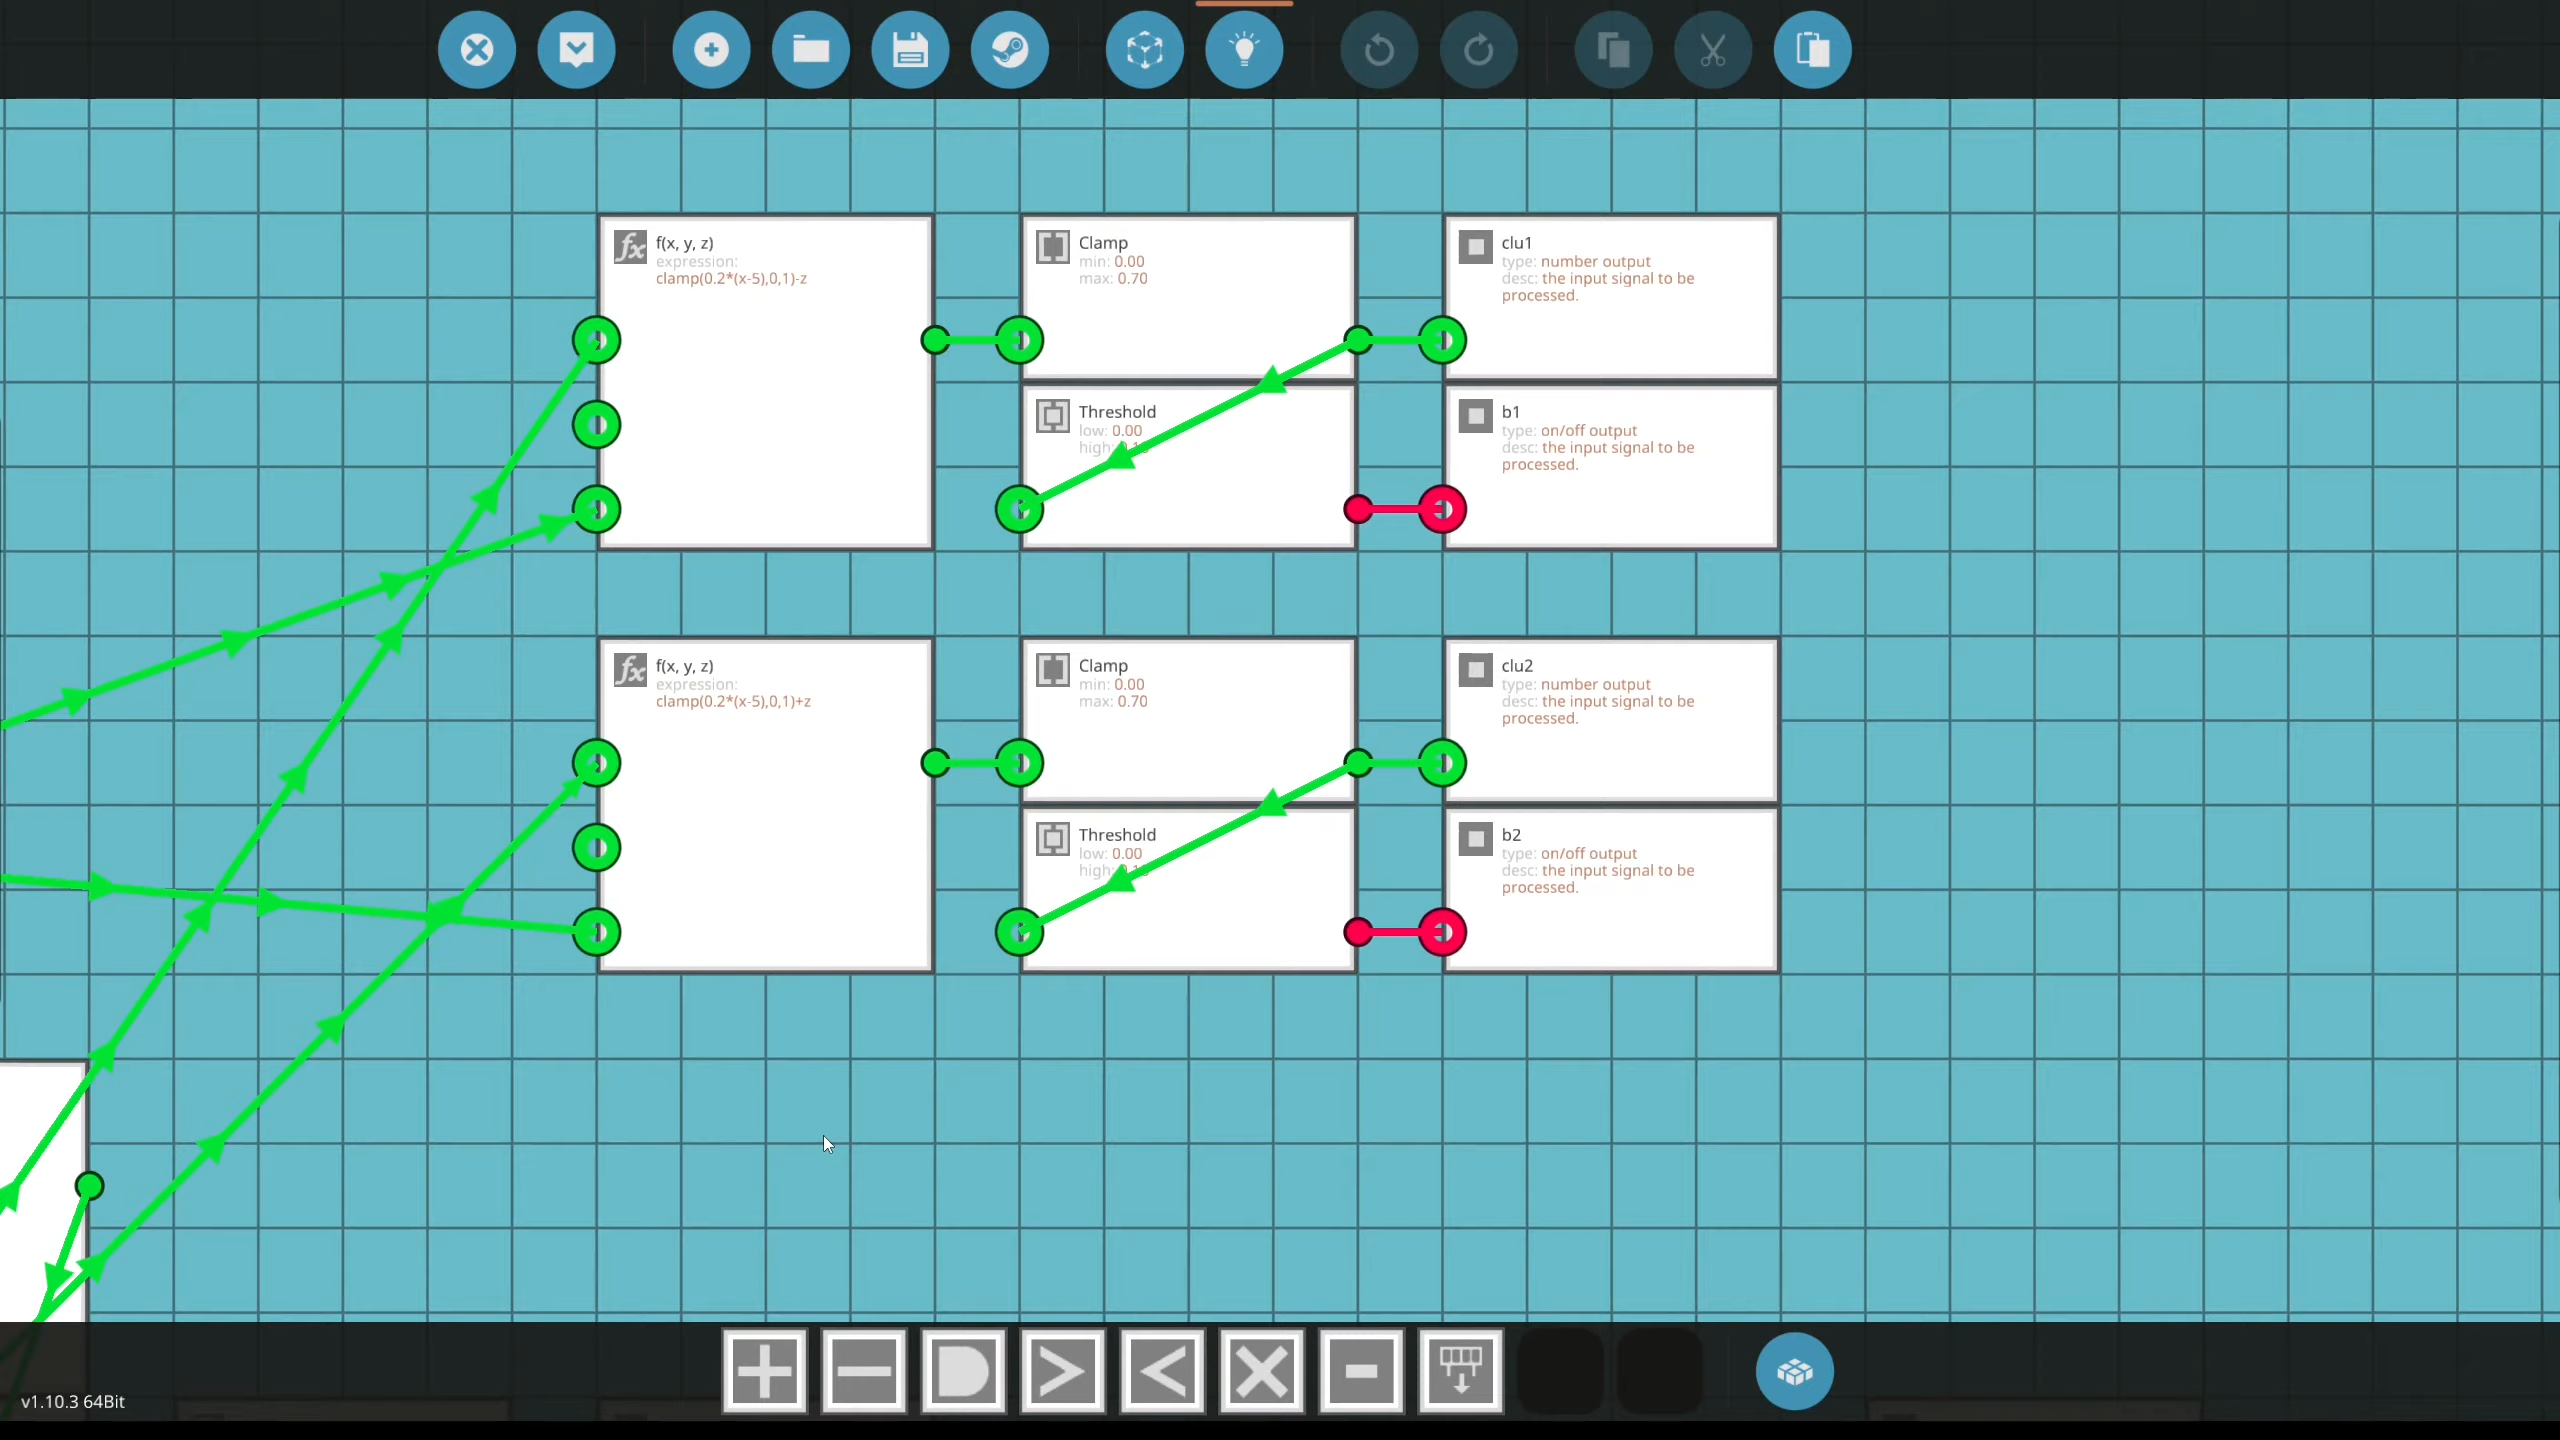 f(x, y, z)
expression:
clamp(0.2*(x-5),0,1)-z
Clamp
min: 0.00
max: 0.70
clu1
type: number output
desc: the input signal to be
processed.
Threshold
low: 0.00
high:
b1
type: on/off output
desc: the input signal to be
processed.
f(x, y, z)
expression:
clamp(0.2*(x-5),0,1)+z
Clamp
min: 0.00
max: 0.70
clu2
type: number output
desc: the input signal to be
processed.
Threshold
low: 0.00
high:
b2
type: on/off output
desc: the input signal to be
processed.
v1.10.3 64Bit